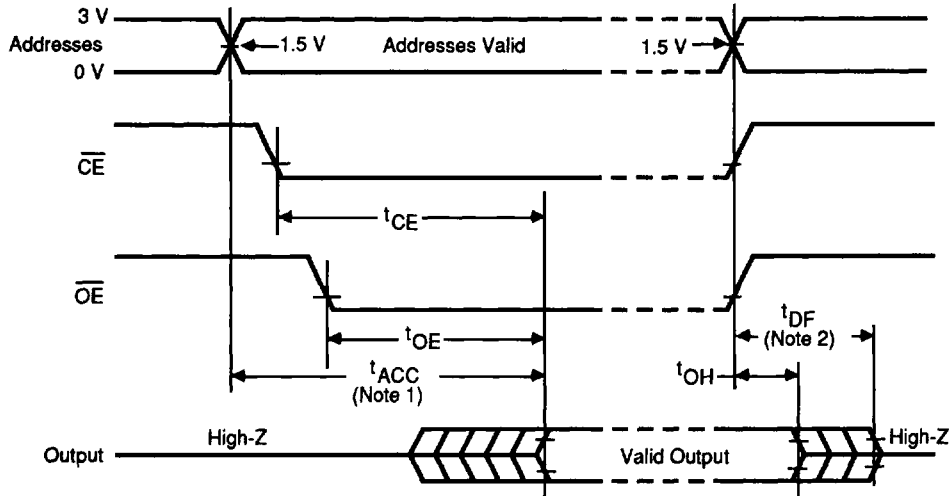 3 V
Addresses
0 V
1.5 V
Addresses Valid
1.5 V
CE
tCE
OE
tOE
tDF
(Note 2)
tACC
(Note 1)
tOH
Output
High-Z
Valid Output
High-Z